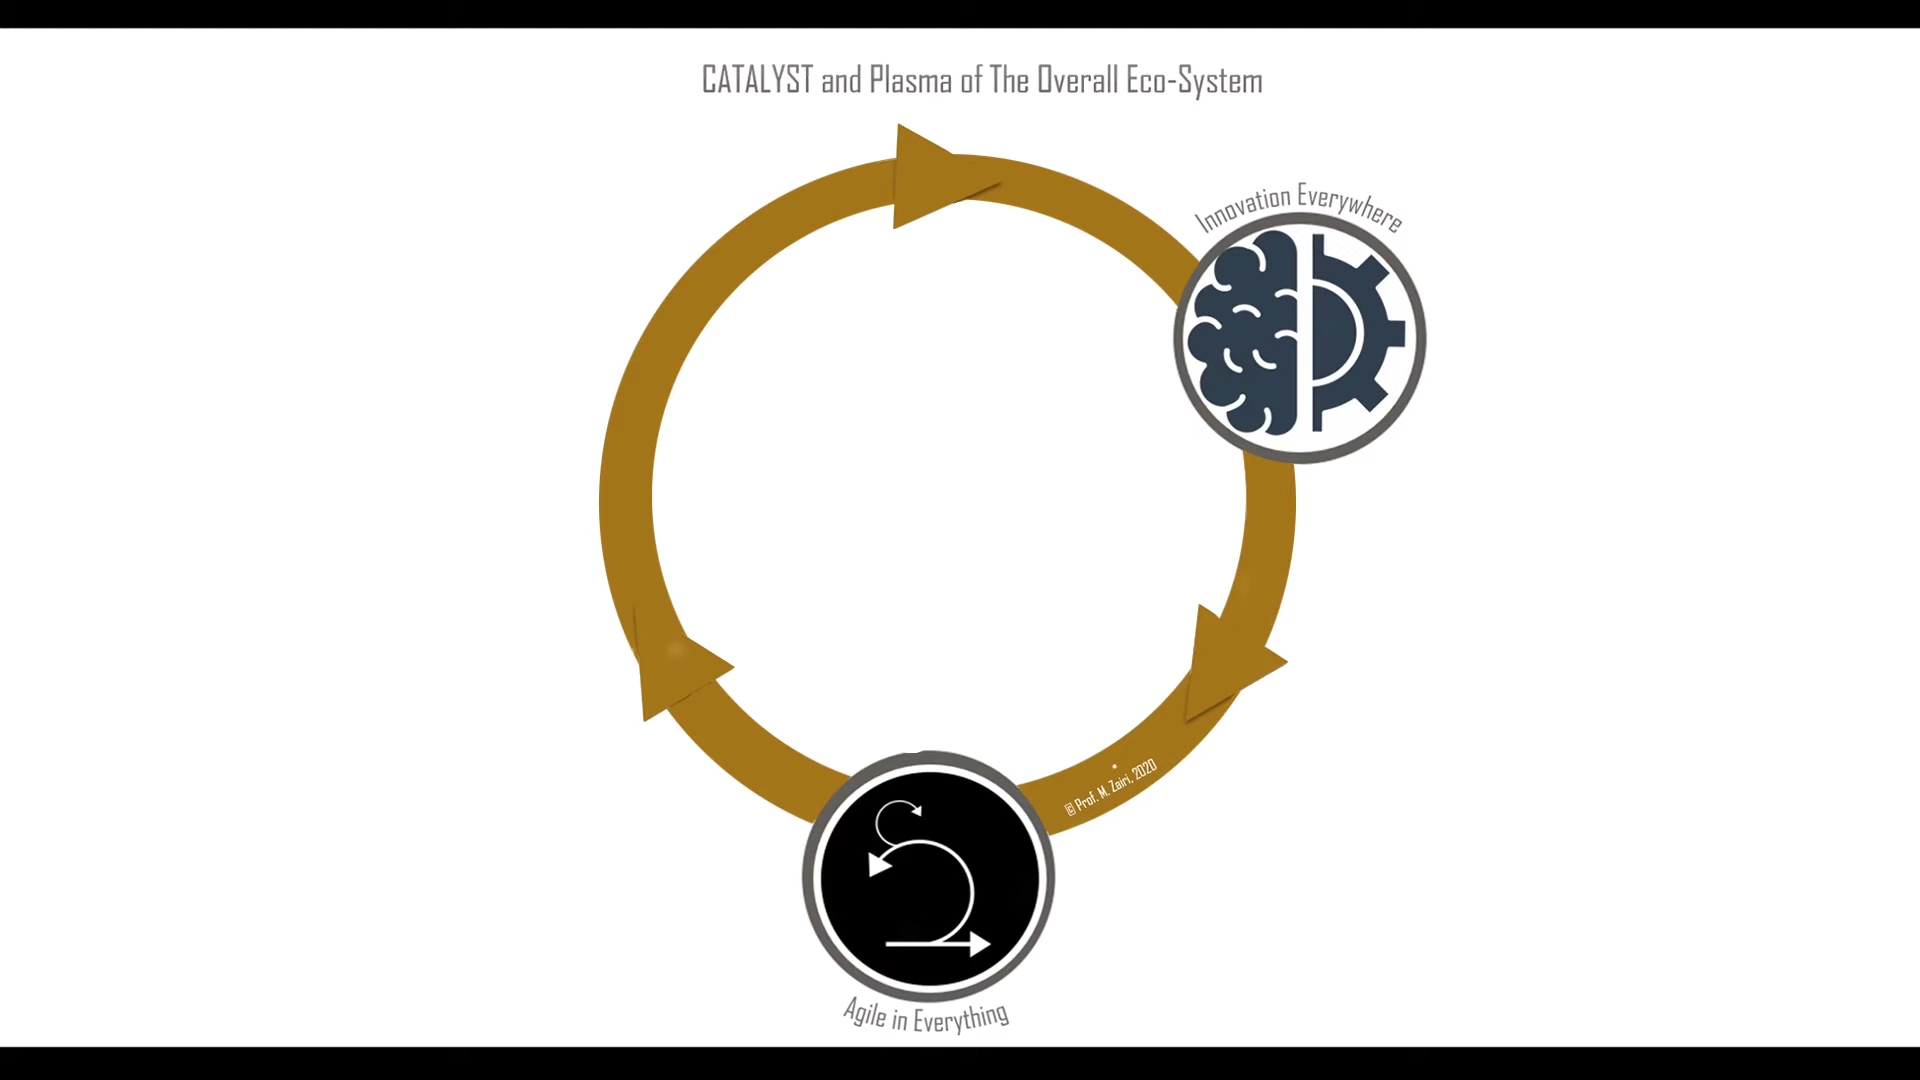 CATALYST and Plasma of The Overall Eco-System
Innovation Everywhere
© Prof. M. Zairi, 2020
Agile in Everything